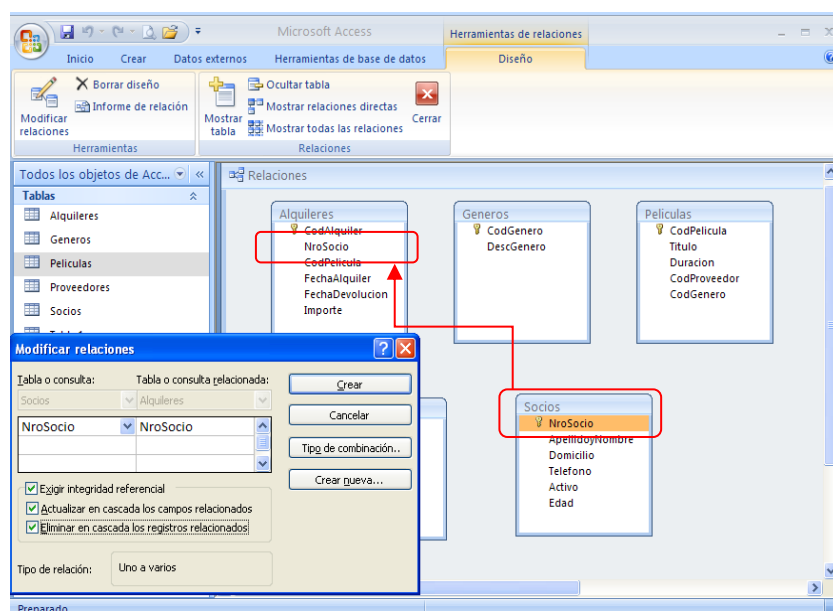 Microsoft Access
Herramientas de relaciones
Inicio
Crear
Datos externos
Herramientas de base de datos
Diseño
Modificar relaciones
Borrar diseño
Informe de relación
Herramientas
Mostrar tabla
Ocultar tabla
Mostrar relaciones directas
Mostrar todas las relaciones
Cerrar
Relaciones
Todos los objetos de Acc...
Tablas
Alquileres
Generos
Peliculas
Proveedores
Socios
Relaciones
Alquileres
CodAlquiler
NroSocio
CodPelicula
FechaAlquiler
FechaDevolucion
Importe
Generos
CodGenero
DescGenero
Peliculas
CodPelicula
Titulo
Duracion
CodProveedor
CodGenero
Socios
NroSocio
ApellidoyNombre
Domicilio
Telefono
Activo
Edad
Modificar relaciones
Tabla o consulta:
Tabla o consulta relacionada:
Socios
Alquileres
NroSocio
NroSocio
Exigir integridad referencial
Actualizar en cascada los campos relacionados
Eliminar en cascada los registros relacionados
Tipo de relación:
Uno a varios
Crear
Cancelar
Tipo de combinación..
Crear nueva...
Preparado